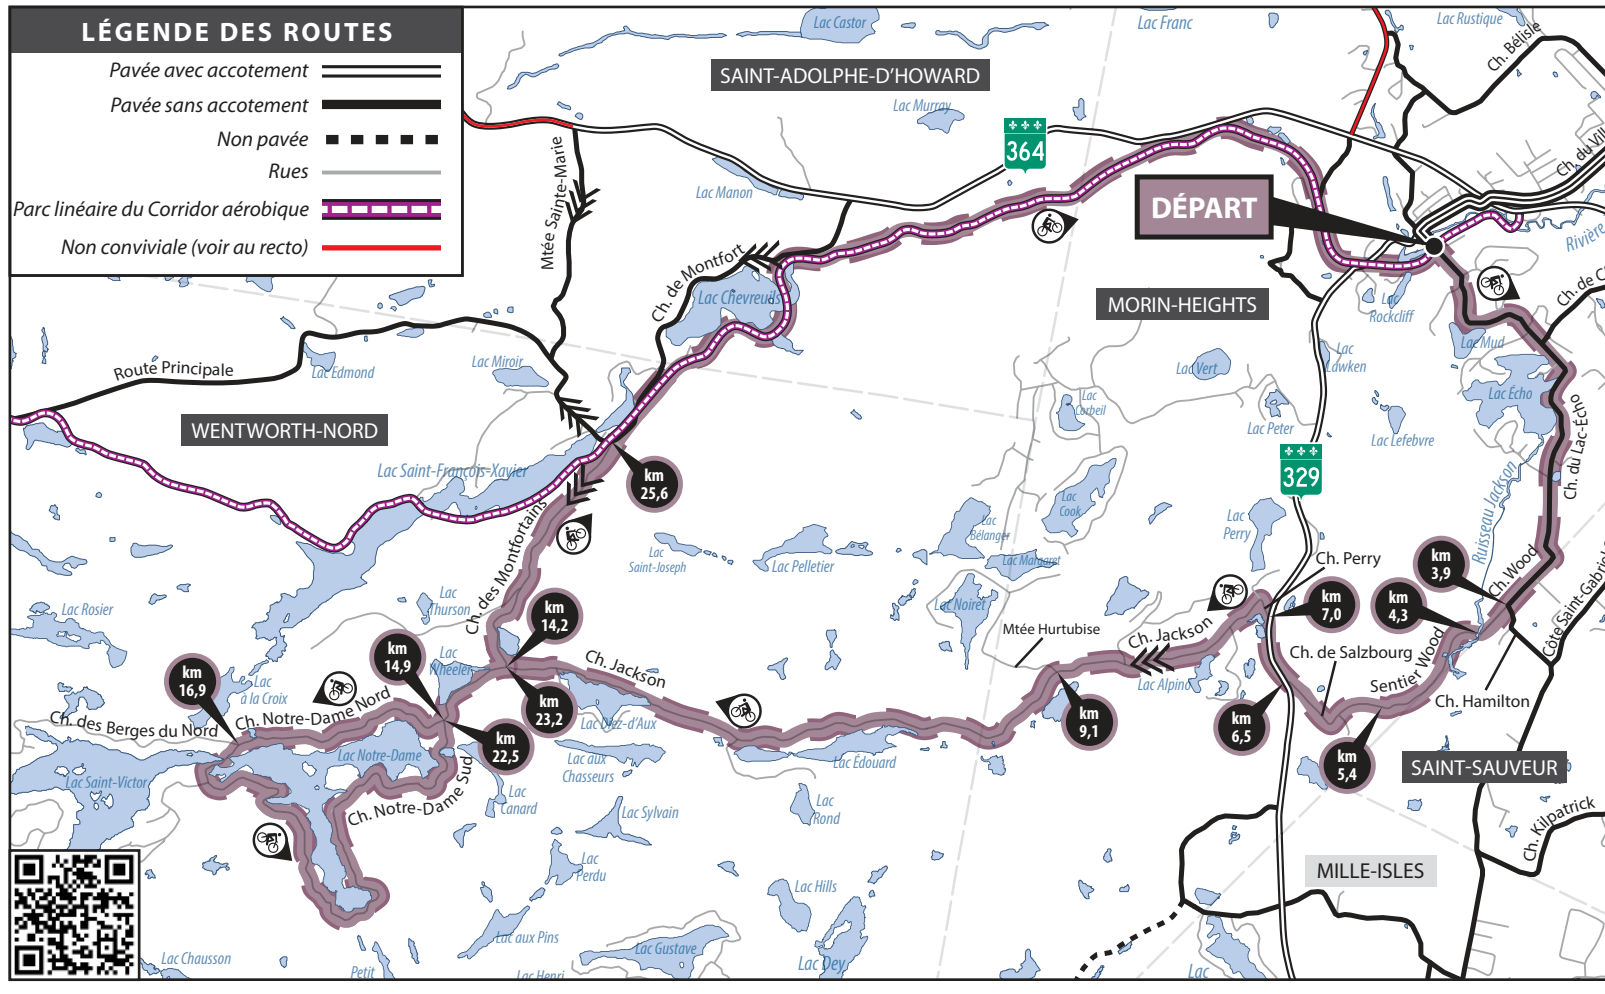 LÉGENDE DES ROUTES
Pavée avec accotement
Pavée sans accotement
Non pavée
Rues
Parc linéaire du Corridor aérobique
Non conviviale (voir au recto)
Lac Castor
Lac Franc
Lac Rustique
Ch. Bélisle
SAINT-ADOLPHE-D'HOWARD
Lac Murray
364
Ch. du Vil
Mtée Sainte-Marie
Lac Manon
DÉPART
Rivière
Ch. de Montfort
Lac Chevreuils
MORIN-HEIGHTS
Lac
Rockcliff
Ch. de C
Lac Mud
Route Principale
Lac Edmond
Lac Miroir
Lac Vert
Lac
Lawken
Lac Écho
Lac
Corbeil
Lac Peter
Lac Lefebvre
Ch. du Lac-Écho
WENTWORTH-NORD
Lac Saint-François-Xavier
km
25,6
329
Lac
Cook
Lac
Perry
Ruisseau Jackson
Lac
Bélanger
Ch. des Montfortains
Lac
Saint-Joseph
Lac Pelletier
Lac Margaret
Ch. Perry
km
3,9
Ch. Wood
Côte Saint-Gabriel
Lac Rosier
Lac
Thurson
km
14,2
Lac Noiret
km
7,0
km
4,3
Mtée Hurtubise
Ch. Jackson
Ch. de Salzbourg
Sentier Wood
km
14,9
Lac
Wheeler
Ch. Jackson
Lac Alpino
km
16,9
Lac
à la Croix
Ch. Notre-Dame Nord
km
23,2
Lac Diez-d'Aux
km
9,1
km
6,5
Ch. Hamilton
Ch. des Berges du Nord
km
22,5
Lac Notre-Dame
Lac aux
Chasseurs
Lac Édouard
km
5,4
SAINT-SAUVEUR
Lac Saint-Victor
Ch. Notre-Dame Sud
Lac
Canard
Lac Sylvain
Lac
Rond
Ch. Kilpatrick
Lac
Perdu
Lac Hills
MILLE-ISLES
Lac aux Pins
Lac Gustave
Lac Dey
Lac Chausson
Petit
Lac Henri
Lac